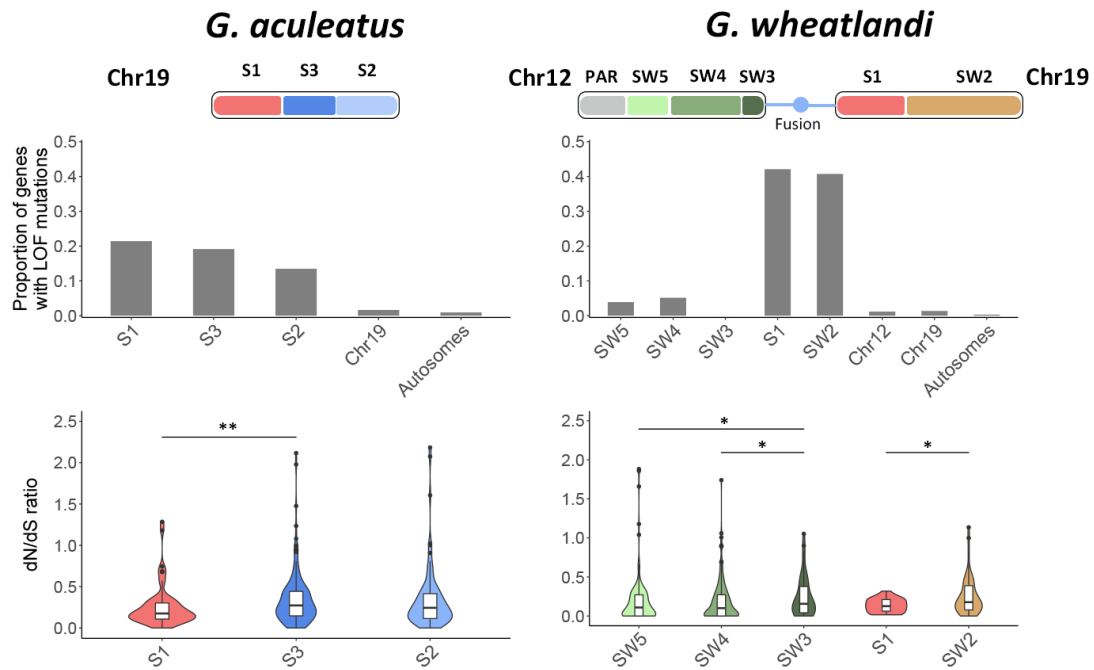 G. aculeatus
G. wheatlandi
Chr19
S1
S3
S2
Chr12
PAR
SW5
SW4
SW3
S1
SW2
Chr19
Fusion
Proportion of genes
with LOF mutations
0.5
0.4
0.3
0.2
0.1
0.0
S1
S3
S2
Chr19
Autosomes
0.5
0.4
0.3
0.2
0.1
0.0
SW5
SW4
SW3
S1
SW2
Chr12
Chr19
Autosomes
dN/dS ratio
2.5
2.0
1.5
1.0
0.5
0.0
**
S1
S3
S2
2.5
2.0
1.5
1.0
0.5
0.0
*
*
*
SW5
SW4
SW3
S1
SW2